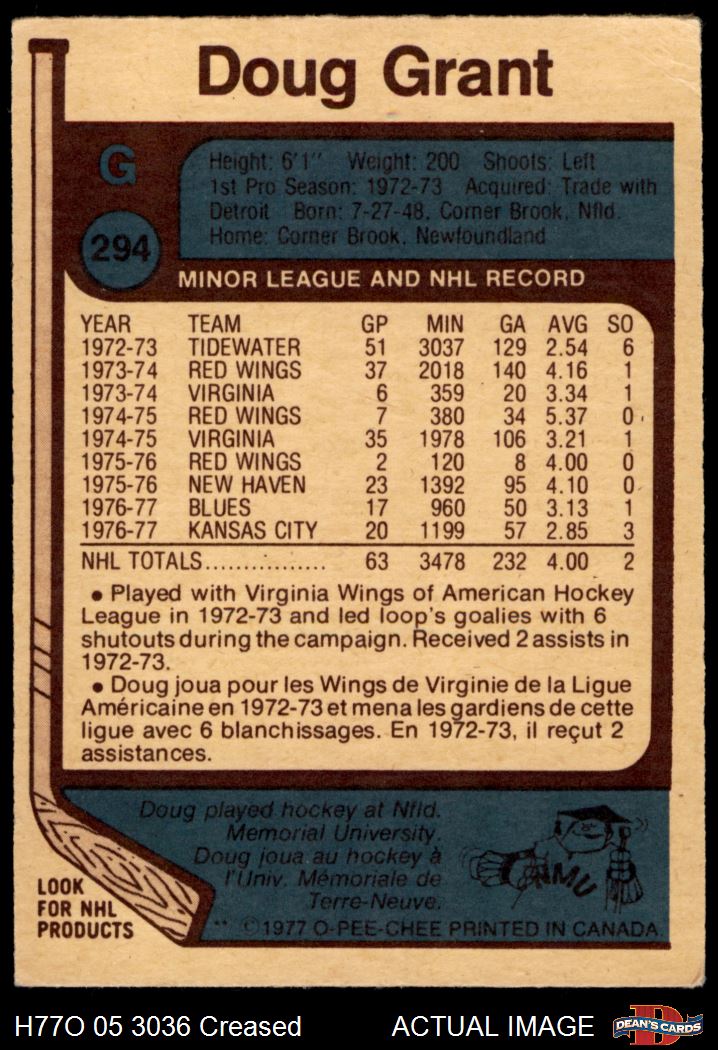 Doug Grant
G
Height: 6'1" Weight: 200 Shoots: Left
1st Pro Season: 1972-73 Acquired: Trade with
Detroit Born: 7-27-48, Corner Brook, Nfld.
Home: Corner Brook, Newfoundland
294
MINOR LEAGUE AND NHL RECORD
YEAR TEAM GP MIN GA AVG SO
1972-73 TIDEWATER 51 3037 129 2.54 6
1973-74 RED WINGS 37 2018 140 4.16 1
1973-74 VIRGINIA 6 359 20 3.34 1
1974-75 RED WINGS 7 380 34 5.37 0
1974-75 VIRGINIA 35 1978 106 3.21 1
1975-76 RED WINGS 2 120 8 4.00 0
1975-76 NEW HAVEN 23 1392 95 4.10 0
1976-77 BLUES 17 960 50 3.13 1
1976-77 KANSAS CITY 20 1199 57 2.85 3
NHL TOTALS................ 63 3478 232 4.00 2
• Played with Virginia Wings of American Hockey
League in 1972-73 and led loop's goalies with 6
shutouts during the campaign. Received 2 assists in
1972-73.
• Doug joua pour les Wings de Virginie de la Ligue
Américaine en 1972-73 et mena les gardiens de cette
ligue avec 6 blanchissages. En 1972-73, il reçut 2
assistances.
Doug played hockey at Nfld.
Memorial University.
Doug joua au hockey à
l'Univ. Mémoriale de
Terre-Neuve.
NMU
LOOK
FOR NHL
PRODUCTS
** ©1977 O-PEE-CHEE PRINTED IN CANADA
H77O 05 3036 Creased ACTUAL IMAGE
D
DEAN'S CARDS